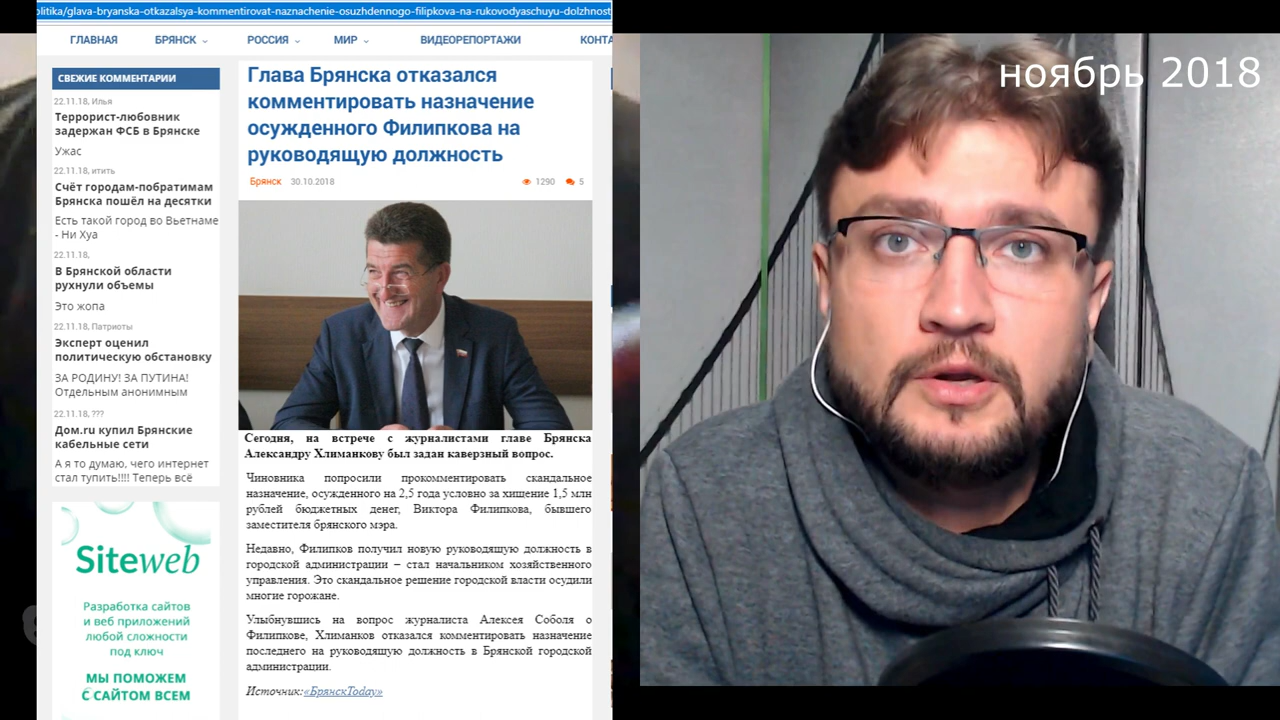 olitika/glava-bryanska-otkazalsya-kommentirovat-naznachenie-osuzhdennogo-filipkova-na-rukovodyaschuyu-dolzhnost
ГЛАВНАЯ
БРЯНСК
РОССИЯ
МИР
ВИДЕОРЕПОРТАЖИ
КОНТА
СВЕЖИЕ КОММЕНТАРИИ
22.11.18, Илья
Террорист-любовник
задержан ФСБ в Брянске
Ужас
22.11.18, итить
Счёт городам-побратимам
Брянска пошёл на десятки
Есть такой город во Вьетнаме
- Ни Хуа
22.11.18,
В Брянской области
рухнули объемы
Это жопа
22.11.18, Патриоты
Эксперт оценил
политическую обстановку
ЗА РОДИНУ! ЗА ПУТИНА!
Отдельным анонимным
22.11.18, ???
Дом.ru купил Брянские
кабельные сети
А я то думаю, чего интернет
стал тупить!!!! Теперь всё
Siteweb
Разработка сайтов
и веб приложений
любой сложности
под ключ
МЫ ПОМОЖЕМ
С САЙТОМ ВСЕМ
Глава Брянска отказался
комментировать назначение
осужденного Филипкова на
руководящую должность
Брянск 30.10.2018 1290 5
Сегодня, на встрече с журналистами главе Брянска
Александру Хлиманкову был задан каверзный вопрос.
Чиновника попросили прокомментировать скандальное
назначение, осужденного на 2,5 года условно за хищение 1,5 млн
рублей бюджетных денег, Виктора Филипкова, бывшего
заместителя брянского мэра.
Недавно, Филипков получил новую руководящую должность в
городской администрации – стал начальником хозяйственного
управления. Это скандальное решение городской власти осудили
многие горожане.
Улыбнувшись на вопрос журналиста Алексея Соболя о
Филипкове, Хлиманков отказался комментировать назначение
последнего на руководящую должность в Брянской городской
администрации.
Источник:«БрянскToday»
ноябрь 2018